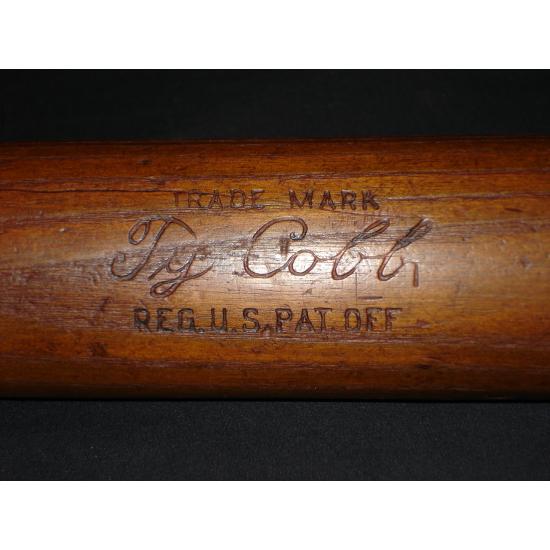 TRADE MARK
Ty Cobb
REG. U.S. PAT. OFF.